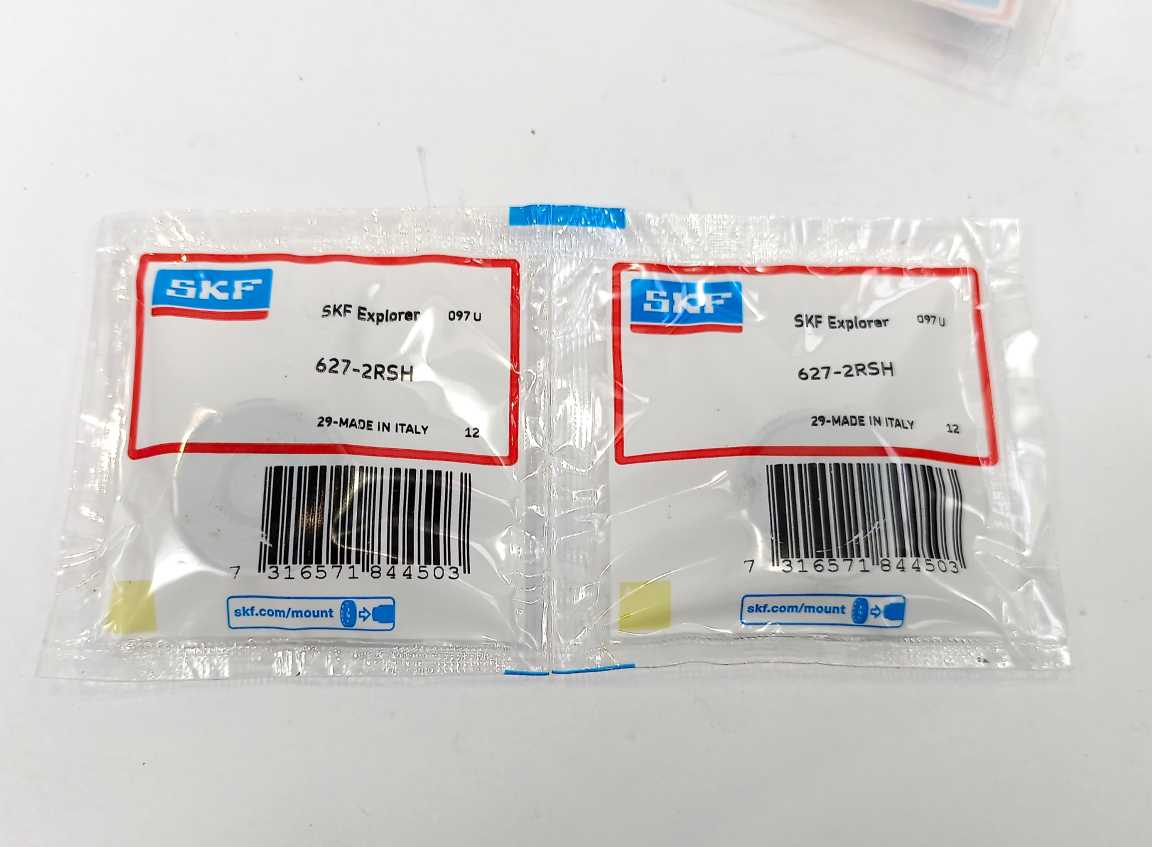 SKF
SKF Explorer 097 U
627-2RSH
29-MADE IN ITALY 12
7 316571 844503
skf.com/mount
SKF
SKF Explorer 097 U
627-2RSH
29-MADE IN ITALY 12
7 316571 844503
skf.com/mount